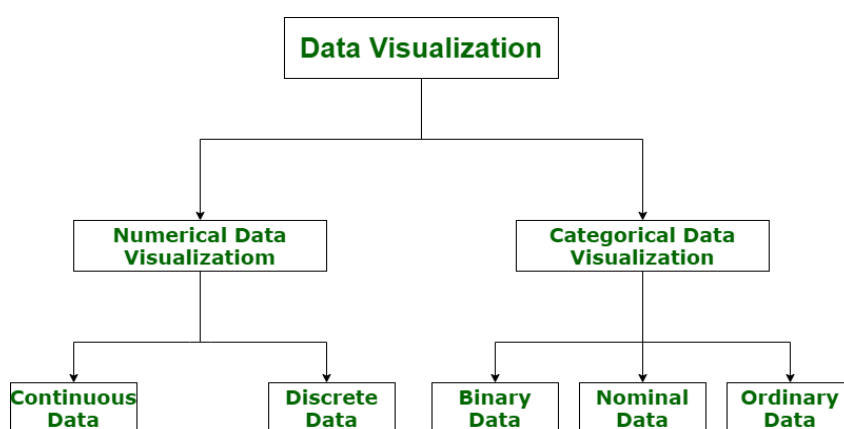 Data Visualization
Numerical Data
Visualizatiom
Categorical Data
Visualization
Continuous
Data
Discrete
Data
Binary
Data
Nominal
Data
Ordinary
Data